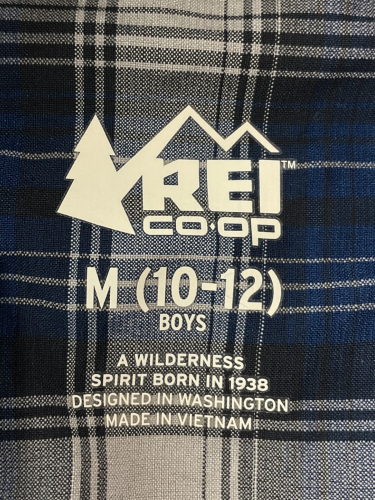 REI™
CO·OP
M (10-12)
BOYS
A WILDERNESS
SPIRIT BORN IN 1938
DESIGNED IN WASHINGTON
MADE IN VIETNAM